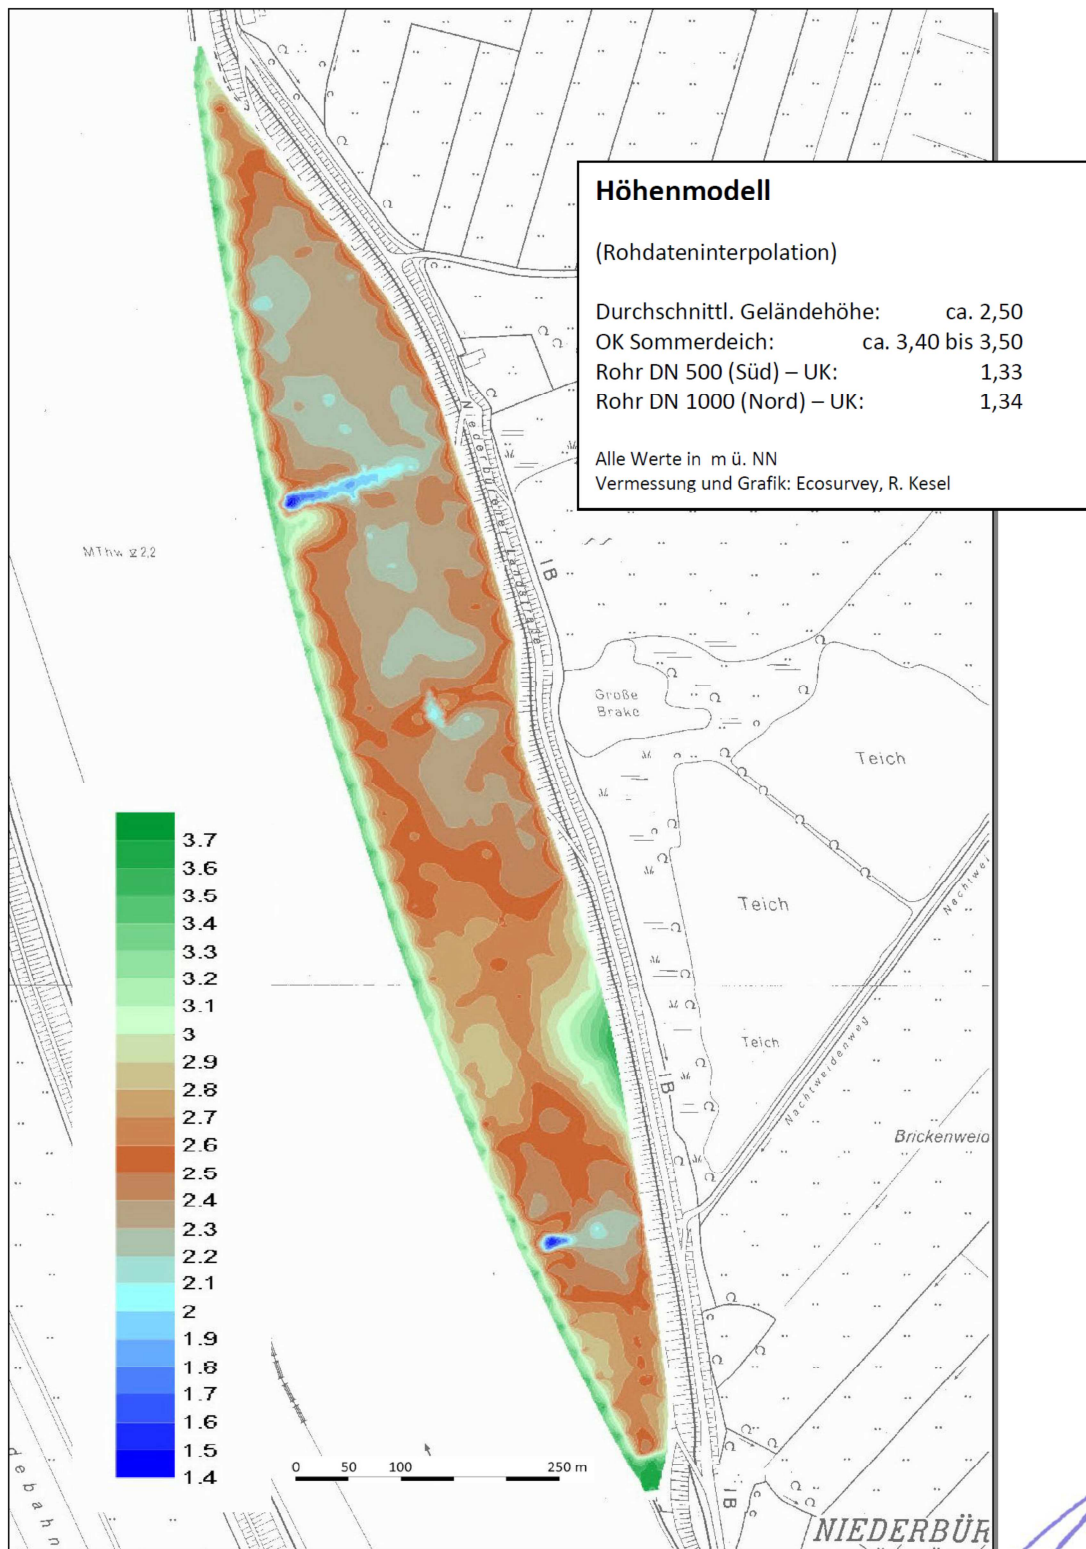 Höhenmodell
(Rohdateninterpolation)
Durchschnittl. Geländehöhe: ca. 2,50
OK Sommerdeich: ca. 3,40 bis 3,50
Rohr DN 500 (Süd) – UK: 1,33
Rohr DN 1000 (Nord) – UK: 1,34
Alle Werte in m ü. NN
Vermessung und Grafik: Ecosurvey, R. Kesel
Niederbürener Landstraße
IB
MThw ⊻ 2,2
Große
Brake
Teich
Teich
Teich
Nachtwei
Nachtweidenweg
IB
Brickenweid
3.7
3.6
3.5
3.4
3.3
3.2
3.1
3
2.9
2.8
2.7
2.6
2.5
2.4
2.3
2.2
2.1
2
1.9
1.8
1.7
1.6
1.5
1.4
debahn
0 50 100 250 m
IB
NIEDERBÜR